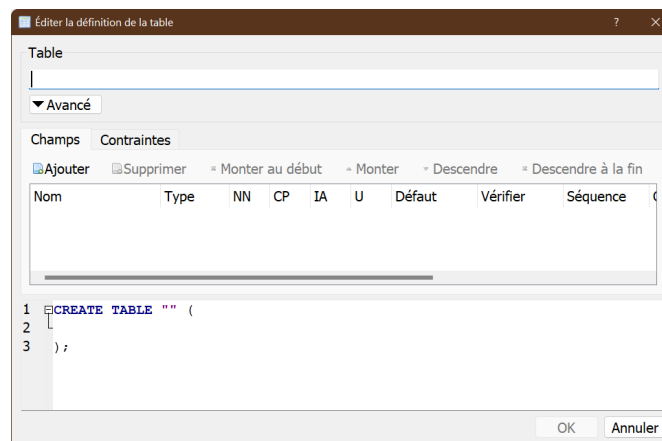 Éditer la définition de la table ? ×
Table
Avancé
Champs Contraintes
Ajouter Supprimer Monter au début Monter Descendre Descendre à la fin
Nom Type NN CP IA U Défaut Vérifier Séquence
1 CREATE TABLE "" (
2
3 );
OK Annuler